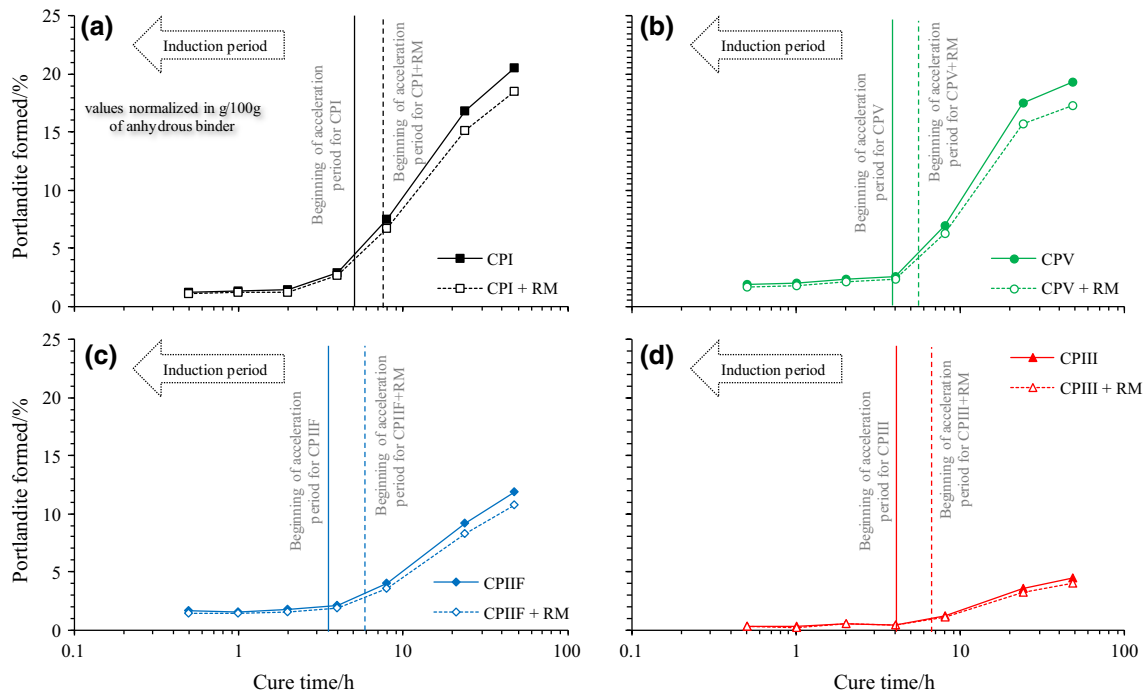 (a)
Induction period
values normalized in g/100g
of anhydrous binder
Beginning of acceleration
period for CPI
Beginning of acceleration
period for CPI+RM
CPI
CPI + RM
Portlandite formed/%
25
20
15
10
5
0
(b)
Induction period
Beginning of acceleration
period for CPV
Beginning of acceleration
period for CPV+RM
CPV
CPV + RM
(c)
Induction period
Beginning of acceleration
period for CPIIF
Beginning of acceleration
period for CPIIF+RM
CPIIF
CPIIF + RM
Portlandite formed/%
25
20
15
10
5
0
0.1
1
10
100
Cure time/h
(d)
Induction period
Beginning of acceleration
period for CPIII
Beginning of acceleration
period for CPIII+RM
CPIII
CPIII + RM
0.1
1
10
100
Cure time/h